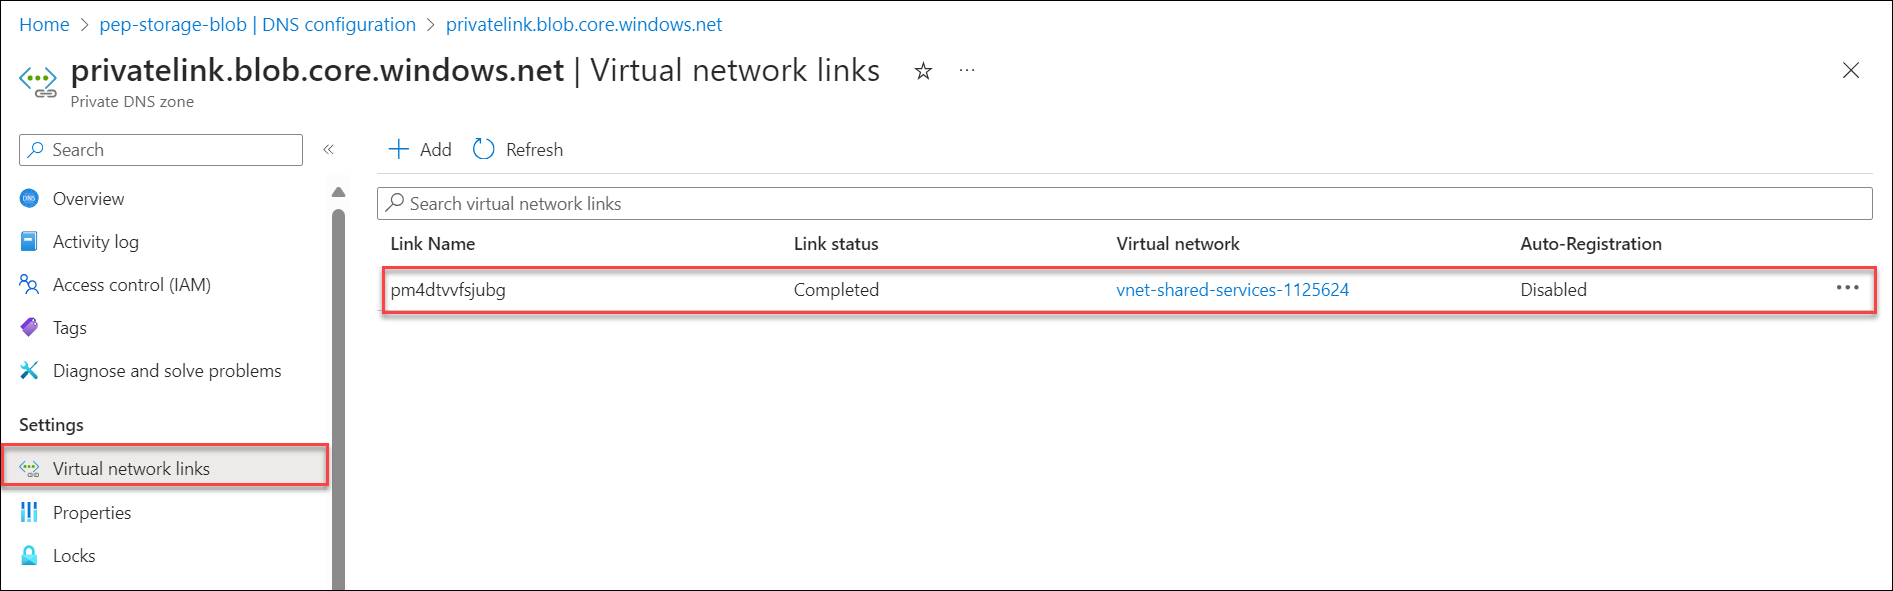 Home > pep-storage-blob | DNS configuration > privatelink.blob.core.windows.net
privatelink.blob.core.windows.net | Virtual network links ☆ ···
Private DNS zone
Search «
Overview
Activity log
Access control (IAM)
Tags
Diagnose and solve problems
Settings
Virtual network links
Properties
Locks
Add Refresh
Search virtual network links
Link Name Link status Virtual network Auto-Registration
pm4dtvvfsjubg Completed vnet-shared-services-1125624 Disabled ···